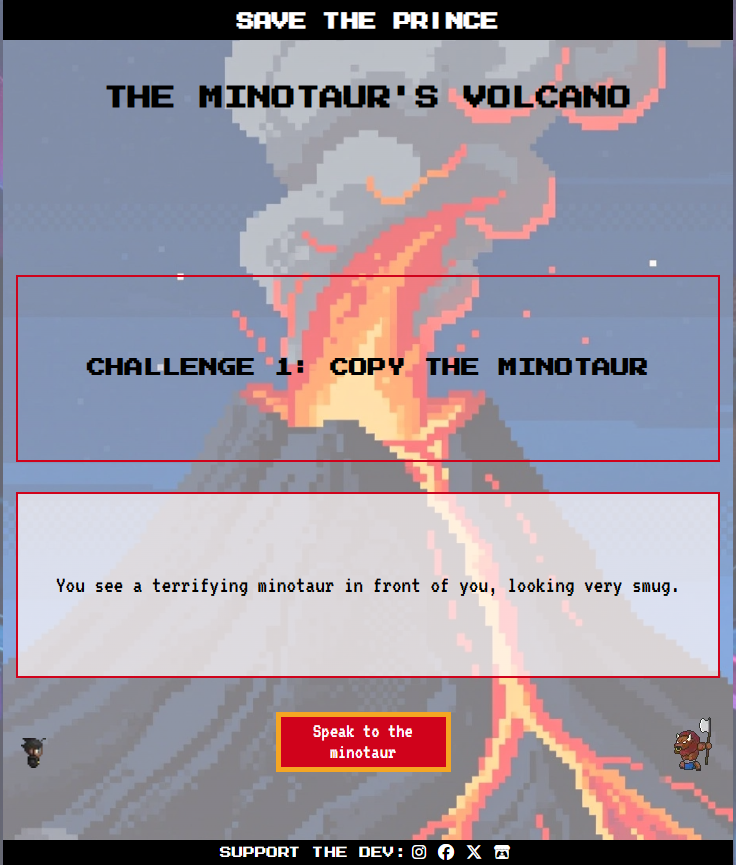 SAVE THE PRINCE
THE MINOTAUR'S VOLCANO
CHALLENGE 1: COPY THE MINOTAUR
You see a terrifying minotaur in front of you, looking very smug.
Speak to the
minotaur
SUPPORT THE DEV: